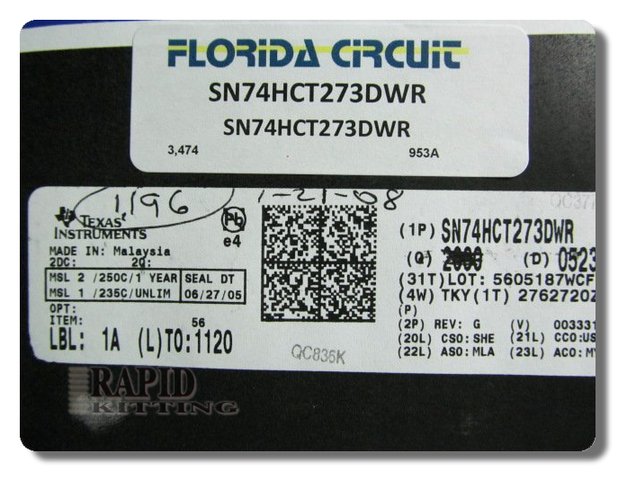 FLORIDA CIRCUIT
SN74HCT273DWR
SN74HCT273DWR
3,474 953A
1196 1-21-08
TEXAS INSTRUMENTS
Pb
e4
MADE IN: Malaysia
2DC: 2Q:
MSL 2 /250C/1 YEAR SEAL DT
MSL 1 /235C/UNLIM 06/27/05
OPT:
ITEM: 56
LBL: 1A (L)TO:1120
QC836K
QC377
(1P) SN74HCT273DWR
(Q) 2000 (D) 0523
(31T)LOT: 5605187WCF
(4W) TKY(1T) 2762720
(P)
(2P) REV: G (V) 003331
(20L) CSO:SHE (21L) CCO:US
(22L) ASO:MLA (23L) ACO:M
RAPID
KITTING